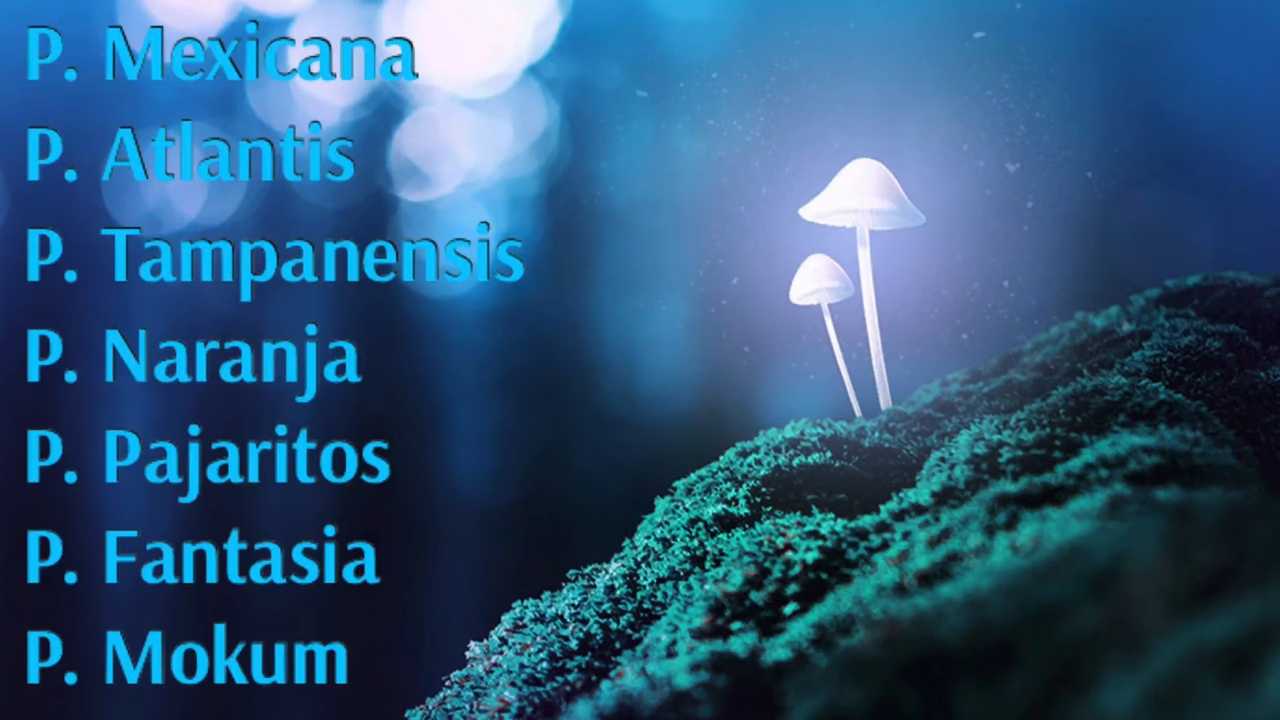 P. Mexicana
P. Atlantis
P. Tampanensis
P. Naranja
P. Pajaritos
P. Fantasia
P. Mokum